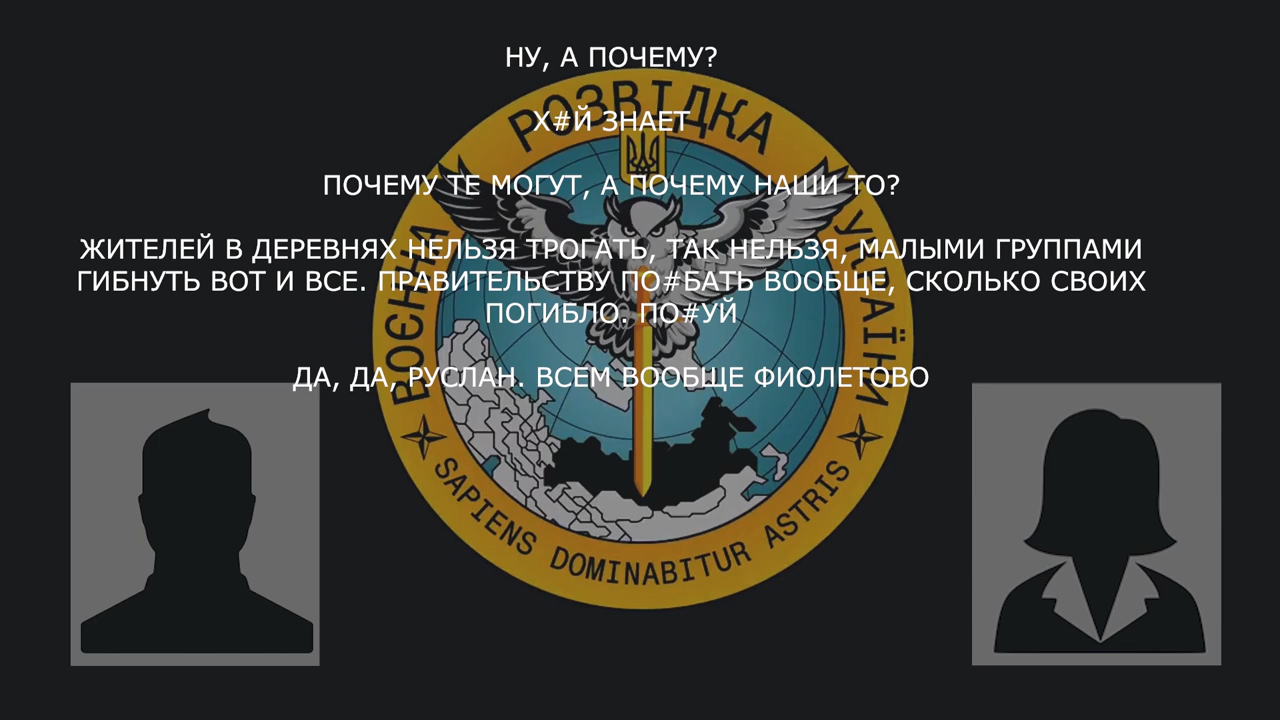 НУ, А ПОЧЕМУ?
Х#Й ЗНАЕТ
ПОЧЕМУ ТЕ МОГУТ, А ПОЧЕМУ НАШИ ТО?
ЖИТЕЛЕЙ В ДЕРЕВНЯХ НЕЛЬЗЯ ТРОГАТЬ, ТАК НЕЛЬЗЯ, МАЛЫМИ ГРУППАМИ
ГИБНУТЬ ВОТ И ВСЕ. ПРАВИТЕЛЬСТВУ ПО#БАТЬ ВООБЩЕ, СКОЛЬКО СВОИХ
ПОГИБЛО. ПО#УЙ
ДА, ДА, РУСЛАН. ВСЕМ ВООБЩЕ ФИОЛЕТОВО
ВОЄННА РОЗВІДКА УКРАЇНИ
SAPIENS DOMINABITUR ASTRIS